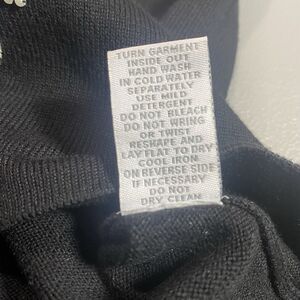 TURN GARMENT
INSIDE OUT
HAND WASH
IN COLD WATER
SEPARATELY
USE MILD
DETERGENT
DO NOT BLEACH
DO NOT WRING
OR TWIST
RESHAPE AND
LAY FLAT TO DRY
COOL IRON
ON REVERSE SIDE
IF NECESSARY
DO NOT
DRY CLEAN